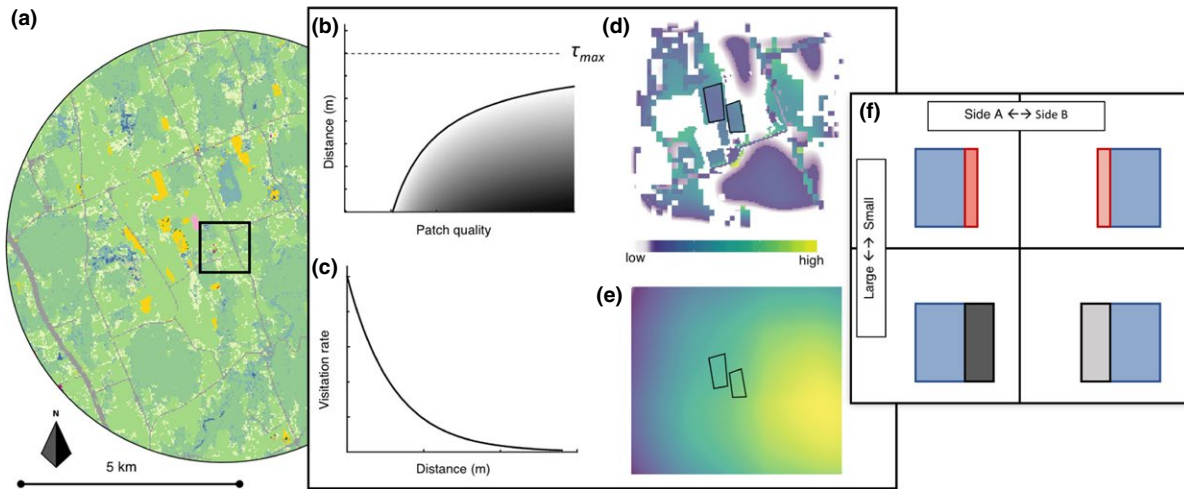 (a)
N
5 km
(b)
τmax
Distance (m)
Patch quality
(c)
Visitation rate
Distance (m)
(d)
low
high
(e)
(f)
Side A ←→ Side B
Large ←→ Small